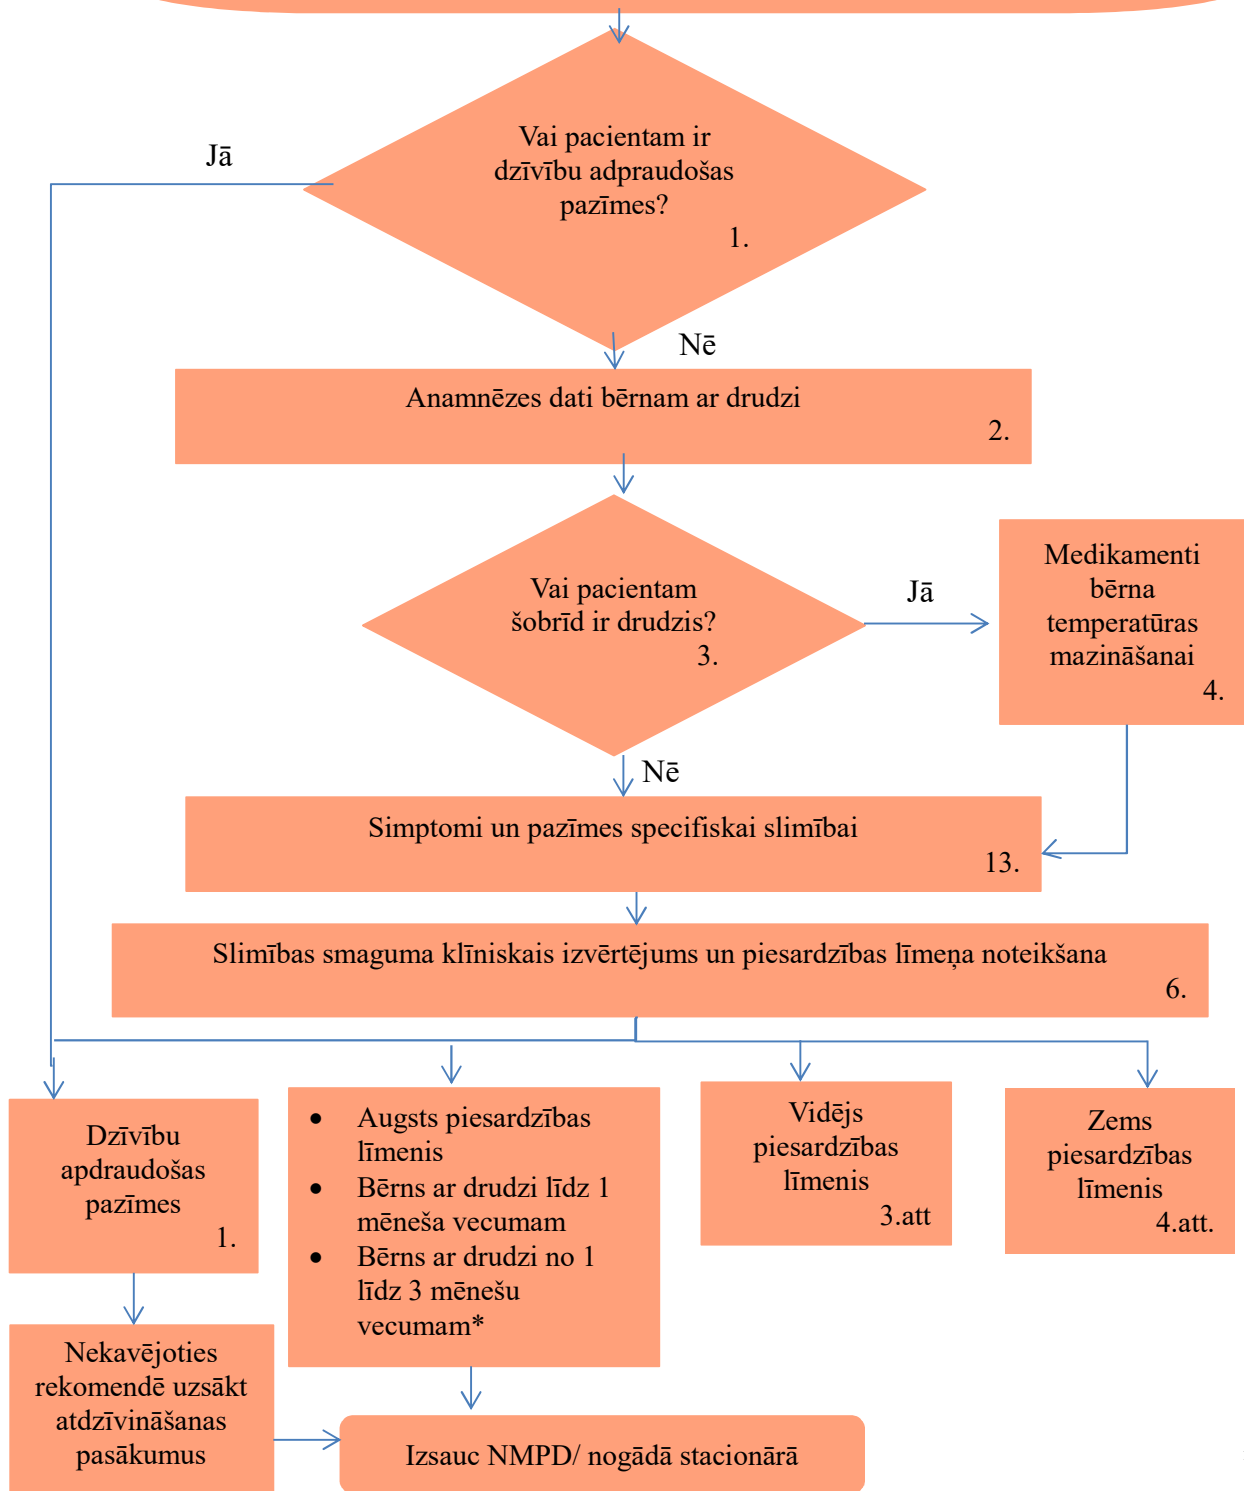 Vai pacientam ir
dzīvību adpraudošas
pazīmes?
1.
Jā
Nē
Anamnēzes dati bērnam ar drudzi
2.
Vai pacientam
šobrīd ir drudzis?
3.
Jā
Medikamenti
bērna
temperatūras
mazināšanai
4.
Nē
Simptomi un pazīmes specifiskai slimībai
13.
Slimības smaguma klīniskais izvērtējums un piesardzības līmeņa noteikšana
6.
Dzīvību
apdraudošas
pazīmes
1.
• Augsts piesardzības
līmenis
• Bērns ar drudzi līdz 1
mēneša vecumam
• Bērns ar drudzi no 1
līdz 3 mēnešu
vecumam*
Vidējs
piesardzības
līmenis
3.att
Zems
piesardzības
līmenis
4.att.
Nekavējoties
rekomendē uzsākt
atdzīvināšanas
pasākumus
Izsauc NMPD/ nogādā stacionārā